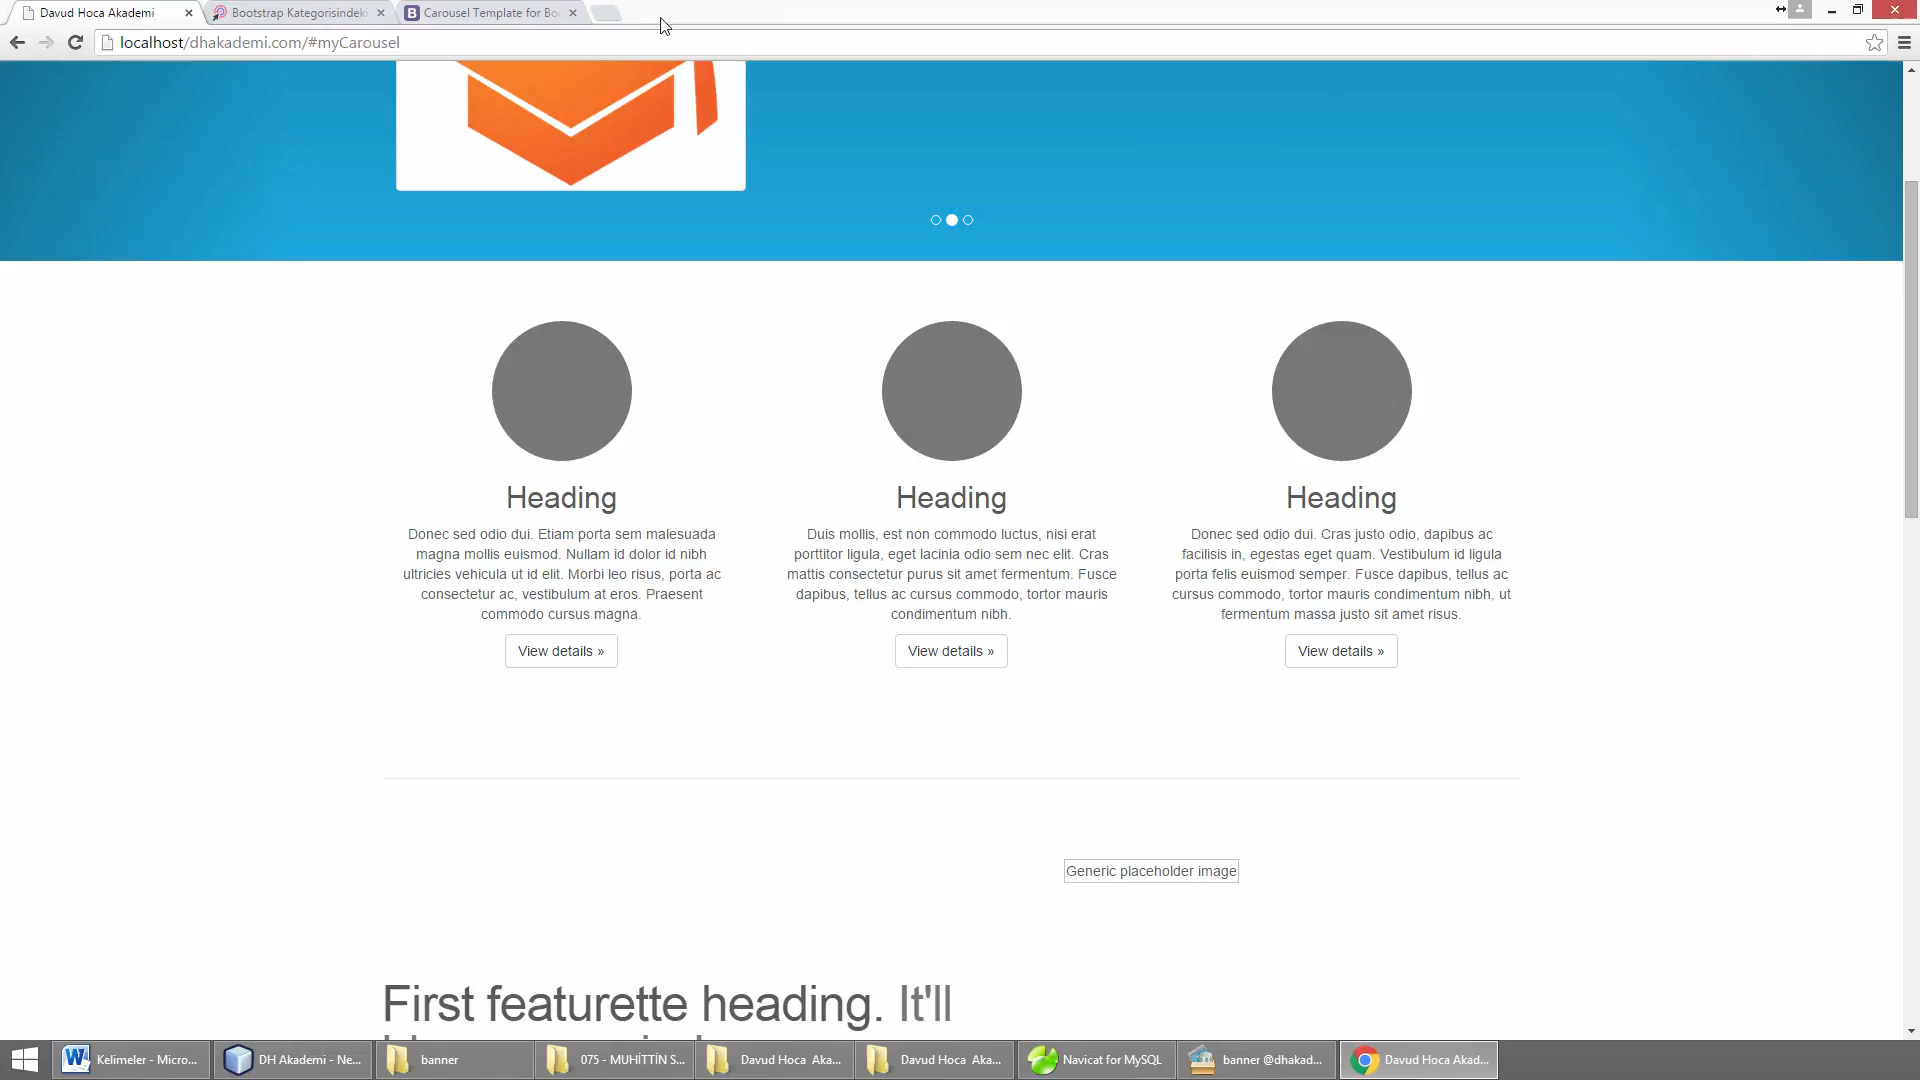 Davud Hoca Akademi
Bootstrap Kategorisindeki
Carousel Template for Bo
localhost/dhakademi.com/#myCarousel
Heading
Donec sed odio dui. Etiam porta sem malesuada
magna mollis euismod. Nullam id dolor id nibh
ultricies vehicula ut id elit. Morbi leo risus, porta ac
consectetur ac, vestibulum at eros. Praesent
commodo cursus magna.
View details »
Heading
Duis mollis, est non commodo luctus, nisi erat
porttitor ligula, eget lacinia odio sem nec elit. Cras
mattis consectetur purus sit amet fermentum. Fusce
dapibus, tellus ac cursus commodo, tortor mauris
condimentum nibh.
View details »
Heading
Donec sed odio dui. Cras justo odio, dapibus ac
facilisis in, egestas eget quam. Vestibulum id ligula
porta felis euismod semper. Fusce dapibus, tellus ac
cursus commodo, tortor mauris condimentum nibh, ut
fermentum massa justo sit amet risus.
View details »
Generic placeholder image
First featurette heading. It'll
Kelimeler - Micro...
DH Akademi - Ne...
banner
075 - MUHİTTİN S...
Davud Hoca Aka...
Davud Hoca Aka...
Navicat for MySQL
banner @dhakad...
Davud Hoca Akad...